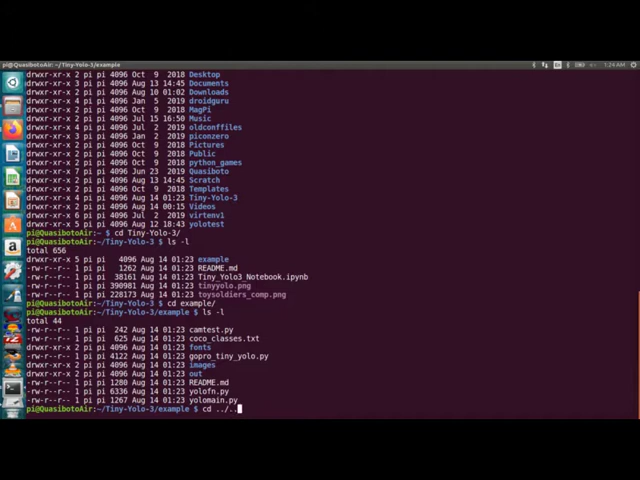 pi@QuasibotoAir: ~/Tiny-Yolo-3/example
1:24 AM
drwxr-xr-x 2 pi pi 4096 Oct 9 2018 Desktop
drwxr-xr-x 3 pi pi 4096 Aug 13 14:45 Documents
drwxr-xr-x 2 pi pi 4096 Aug 10 01:02 Downloads
drwxr-xr-x 4 pi pi 4096 Jan 5 2019 droidguru
drwxr-xr-x 2 pi pi 4096 Oct 9 2018 MagPi
drwxr-xr-x 2 pi pi 4096 Jul 15 16:50 Music
drwxr-xr-x 4 pi pi 4096 Jul 2 2019 oldconffiles
drwxr-xr-x 3 pi pi 4096 Jan 2 2019 piconzero
drwxr-xr-x 2 pi pi 4096 Oct 9 2018 Pictures
drwxr-xr-x 2 pi pi 4096 Oct 9 2018 Public
drwxr-xr-x 2 pi pi 4096 Oct 9 2018 python_games
drwxr-xr-x 7 pi pi 4096 Jun 23 2019 Quasiboto
drwxr-xr-x 2 pi pi 4096 Aug 13 14:45 Scratch
drwxr-xr-x 2 pi pi 4096 Oct 9 2018 Templates
drwxr-xr-x 4 pi pi 4096 Aug 14 01:23 Tiny-Yolo-3
drwxr-xr-x 2 pi pi 4096 Aug 14 00:15 Videos
drwxr-xr-x 6 pi pi 4096 Jul 2 2019 virtenv1
drwxr-xr-x 5 pi pi 4096 Aug 12 18:43 yolotest
pi@QuasibotoAir:~ $ cd Tiny-Yolo-3/
pi@QuasibotoAir:~/Tiny-Yolo-3 $ ls -l
total 656
drwxr-xr-x 5 pi pi 4096 Aug 14 01:23 example
-rw-r--r-- 1 pi pi 1262 Aug 14 01:23 README.md
-rw-r--r-- 1 pi pi 38161 Aug 14 01:23 Tiny_Yolo3_Notebook.ipynb
-rw-r--r-- 1 pi pi 390981 Aug 14 01:23 tinyyolo.png
-rw-r--r-- 1 pi pi 228173 Aug 14 01:23 toysoldiers_comp.png
pi@QuasibotoAir:~/Tiny-Yolo-3 $ cd example/
pi@QuasibotoAir:~/Tiny-Yolo-3/example $ ls -l
total 44
-rw-r--r-- 1 pi pi 242 Aug 14 01:23 camtest.py
-rw-r--r-- 1 pi pi 625 Aug 14 01:23 coco_classes.txt
drwxr-xr-x 2 pi pi 4096 Aug 14 01:23 fonts
-rw-r--r-- 1 pi pi 4122 Aug 14 01:23 gopro_tiny_yolo.py
drwxr-xr-x 2 pi pi 4096 Aug 14 01:23 images
drwxr-xr-x 2 pi pi 4096 Aug 14 01:23 out
-rw-r--r-- 1 pi pi 1280 Aug 14 01:23 README.md
-rw-r--r-- 1 pi pi 6336 Aug 14 01:23 yolofn.py
-rw-r--r-- 1 pi pi 1267 Aug 14 01:23 yolomain.py
pi@QuasibotoAir:~/Tiny-Yolo-3/example $ cd ../..